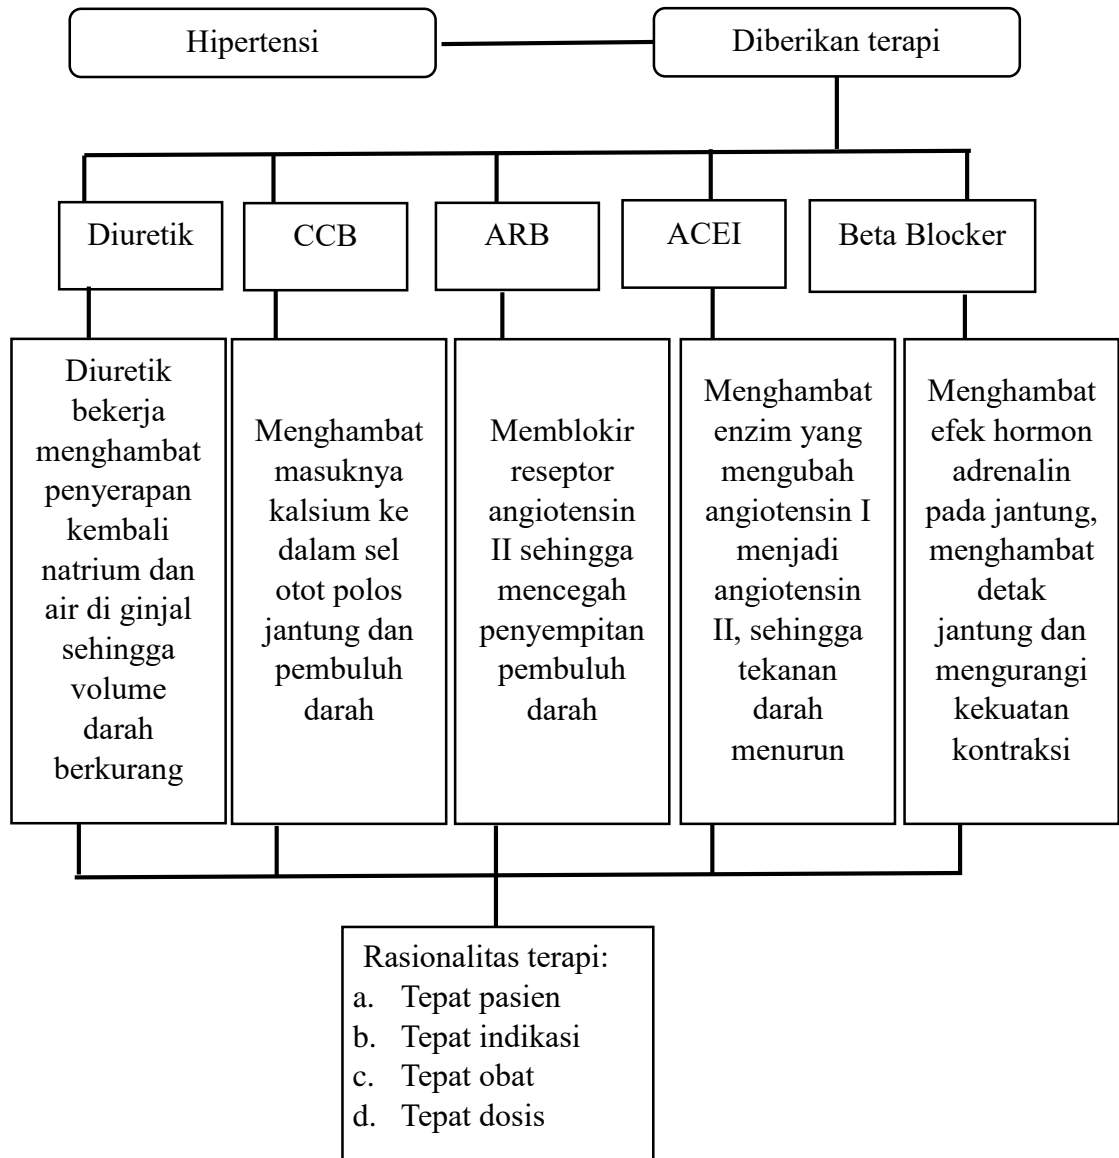 Hipertensi
Diberikan terapi
Diuretik
CCB
ARB
ACEI
Beta Blocker
Diuretik
bekerja
menghambat
penyerapan
kembali
natrium dan
air di ginjal
sehingga
volume
darah
berkurang
Menghambat
masuknya
kalsium ke
dalam sel
otot polos
jantung dan
pembuluh
darah
Memblokir
reseptor
angiotensin
II sehingga
mencegah
penyempitan
pembuluh
darah
Menghambat
enzim yang
mengubah
angiotensin I
menjadi
angiotensin
II, sehingga
tekanan
darah
menurun
Menghambat
efek hormon
adrenalin
pada jantung,
menghambat
detak
jantung dan
mengurangi
kekuatan
kontraksi
Rasionalitas terapi:
a. Tepat pasien
b. Tepat indikasi
c. Tepat obat
d. Tepat dosis